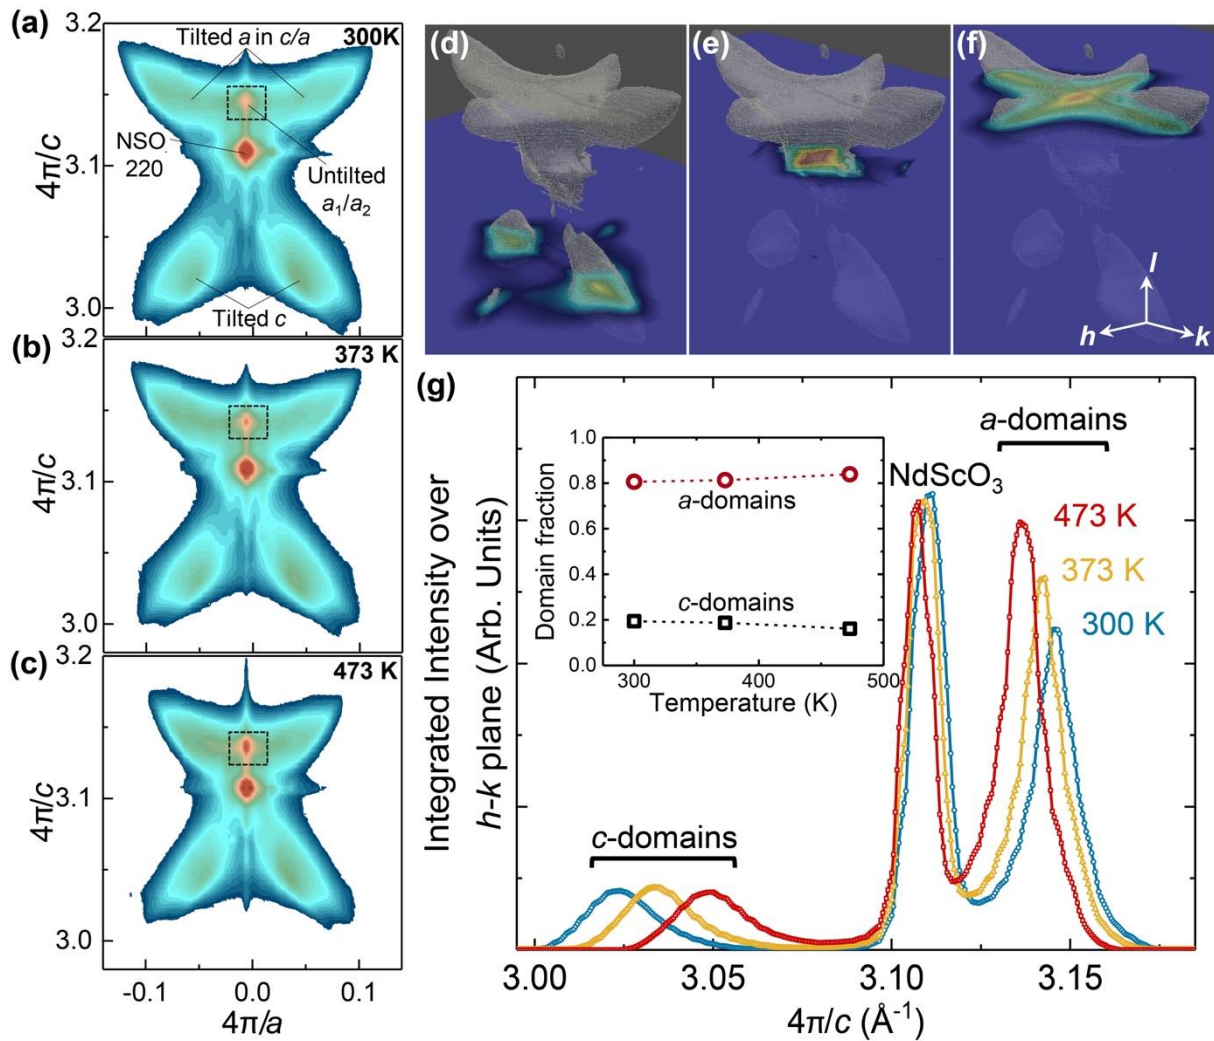 (a)
3.2
Tilted a in c/a
300K
NSO
220
3.1
Untilted
a₁/a₂
4π/c
3.0
Tilted c
(b)
3.2
373 K
3.1
4π/c
3.0
(c)
3.2
473 K
3.1
4π/c
3.0
-0.1
0.0
0.1
4π/a
(d)
(e)
(f)
l
h
k
(g)
Integrated Intensity over
h-k plane (Arb. Units)
a-domains
NdScO₃
473 K
373 K
300 K
1.0
0.8
0.6
0.4
0.2
0.0
Domain fraction
a-domains
c-domains
300
400
500
Temperature (K)
c-domains
3.00
3.05
3.10
3.15
4π/c (Å⁻¹)